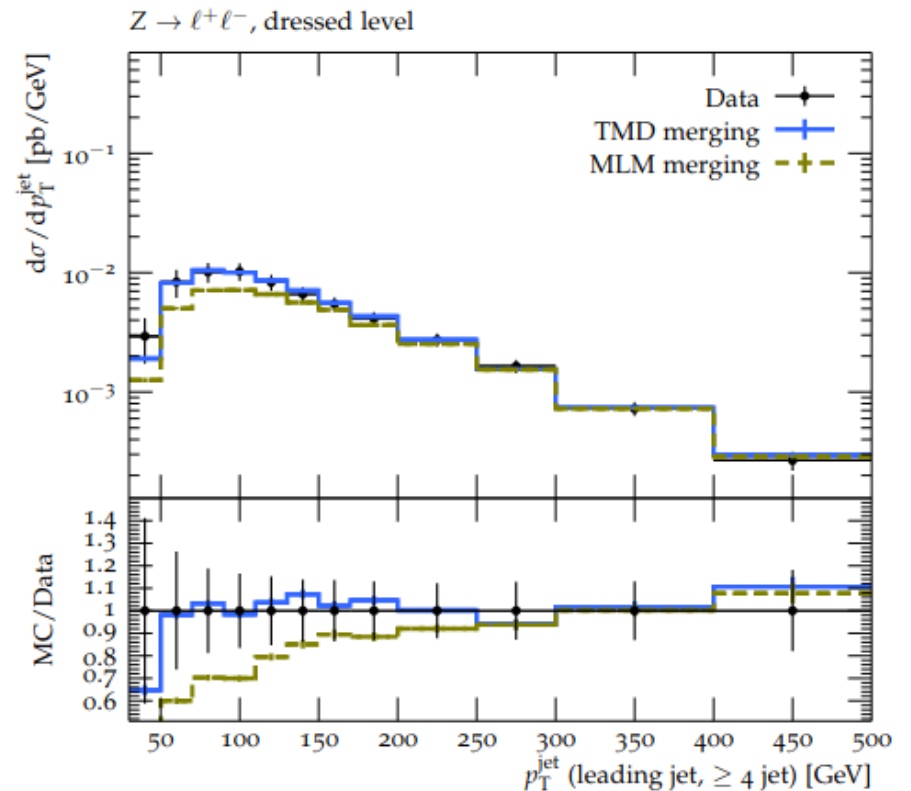 Z → ℓ⁺ℓ⁻, dressed level
dσ/dp_T^jet [pb/GeV]
Data
TMD merging
MLM merging
10⁻¹
10⁻²
10⁻³
MC/Data
1.4
1.3
1.2
1.1
1
0.9
0.8
0.7
0.6
50 100 150 200 250 300 350 400 450 500
p_T^jet (leading jet, ≥ 4 jet) [GeV]